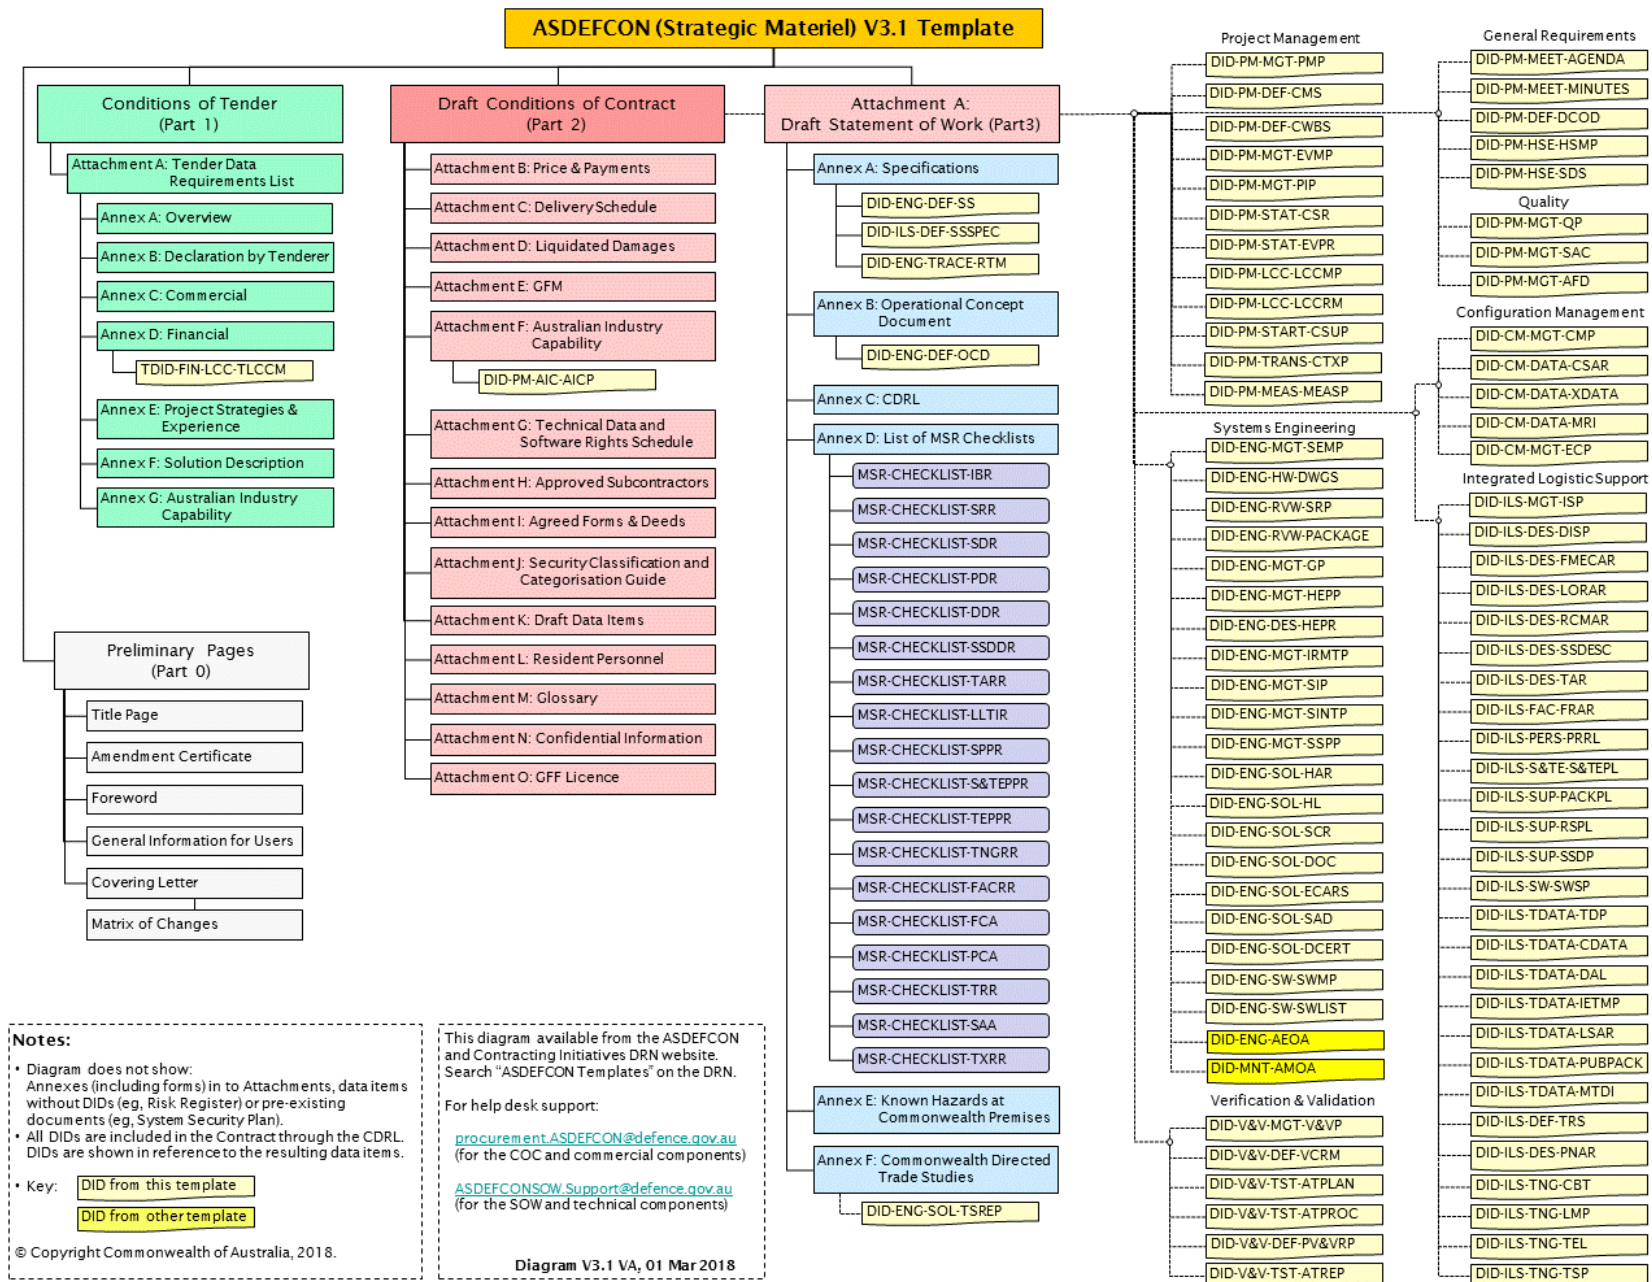 ASDEFCON (Strategic Materiel) V3.1 Template
Conditions of Tender
(Part 1)
Attachment A: Tender Data
Requirements List
Annex A: Overview
Annex B: Declaration by Tenderer
Annex C: Commercial
Annex D: Financial
TDID-FIN-LCC-TLCCM
Annex E: Project Strategies &
Experience
Annex F: Solution Description
Annex G: Australian Industry
Capability
Preliminary Pages
(Part 0)
Title Page
Amendment Certificate
Foreword
General Information for Users
Covering Letter
Matrix of Changes
Draft Conditions of Contract
(Part 2)
Attachment B: Price & Payments
Attachment C: Delivery Schedule
Attachment D: Liquidated Damages
Attachment E: GFM
Attachment F: Australian Industry
Capability
DID-PM-AIC-AICP
Attachment G: Technical Data and
Software Rights Schedule
Attachment H: Approved Subcontractors
Attachment I: Agreed Forms & Deeds
Attachment J: Security Classification and
Categorisation Guide
Attachment K: Draft Data Items
Attachment L: Resident Personnel
Attachment M: Glossary
Attachment N: Confidential Information
Attachment O: GFF Licence
Attachment A:
Draft Statement of Work (Part3)
Annex A: Specifications
DID-ENG-DEF-SS
DID-ILS-DEF-SSSPEC
DID-ENG-TRACE-RTM
Annex B: Operational Concept
Document
DID-ENG-DEF-OCD
Annex C: CDRL
Annex D: List of MSR Checklists
MSR-CHECKLIST-IBR
MSR-CHECKLIST-SRR
MSR-CHECKLIST-SDR
MSR-CHECKLIST-PDR
MSR-CHECKLIST-DDR
MSR-CHECKLIST-SSDDR
MSR-CHECKLIST-TARR
MSR-CHECKLIST-LLTIR
MSR-CHECKLIST-SPPR
MSR-CHECKLIST-S&TEPPR
MSR-CHECKLIST-TEPPR
MSR-CHECKLIST-TNGRR
MSR-CHECKLIST-FACRR
MSR-CHECKLIST-FCA
MSR-CHECKLIST-PCA
MSR-CHECKLIST-TRR
MSR-CHECKLIST-SAA
MSR-CHECKLIST-TXRR
Annex E: Known Hazards at
Commonwealth Premises
Annex F: Commonwealth Directed
Trade Studies
DID-ENG-SOL-TSREP
Project Management
DID-PM-MGT-PMP
DID-PM-DEF-CMS
DID-PM-DEF-CWBS
DID-PM-MGT-EVMP
DID-PM-MGT-PIP
DID-PM-STAT-CSR
DID-PM-STAT-EVPR
DID-PM-LCC-LCCMP
DID-PM-LCC-LCCRM
DID-PM-START-CSUP
DID-PM-TRANS-CTXP
DID-PM-MEAS-MEASP
Systems Engineering
DID-ENG-MGT-SEMP
DID-ENG-HW-DWGS
DID-ENG-RVW-SRP
DID-ENG-RVW-PACKAGE
DID-ENG-MGT-GP
DID-ENG-MGT-HEPP
DID-ENG-DES-HEPR
DID-ENG-MGT-IRMTP
DID-ENG-MGT-SIP
DID-ENG-MGT-SINTP
DID-ENG-MGT-SSPP
DID-ENG-SOL-HAR
DID-ENG-SOL-HL
DID-ENG-SOL-SCR
DID-ENG-SOL-DOC
DID-ENG-SOL-ECARS
DID-ENG-SOL-SAD
DID-ENG-SOL-DCERT
DID-ENG-SW-SWMP
DID-ENG-SW-SWLIST
DID-ENG-AEOA
DID-MNT-AMOA
Verification & Validation
DID-V&V-MGT-V&VP
DID-V&V-DEF-VCRM
DID-V&V-TST-ATPLAN
DID-V&V-TST-ATPROC
DID-V&V-DEF-PV&VRP
DID-V&V-TST-ATREP
General Requirements
DID-PM-MEET-AGENDA
DID-PM-MEET-MINUTES
DID-PM-DEF-DCOD
DID-PM-HSE-HSMP
DID-PM-HSE-SDS
Quality
DID-PM-MGT-QP
DID-PM-MGT-SAC
DID-PM-MGT-AFD
Configuration Management
DID-CM-MGT-CMP
DID-CM-DATA-CSAR
DID-CM-DATA-XDATA
DID-CM-DATA-MRI
DID-CM-MGT-ECP
Integrated Logistic Support
DID-ILS-MGT-ISP
DID-ILS-DES-DISP
DID-ILS-DES-FMECAR
DID-ILS-DES-LORAR
DID-ILS-DES-RCMAR
DID-ILS-DES-SSDESC
DID-ILS-DES-TAR
DID-ILS-FAC-FRAR
DID-ILS-PERS-PRRL
DID-ILS-S&TE-S&TEPL
DID-ILS-SUP-PACKPL
DID-ILS-SUP-RSPL
DID-ILS-SUP-SSDP
DID-ILS-SW-SWSP
DID-ILS-TDATA-TDP
DID-ILS-TDATA-CDATA
DID-ILS-TDATA-DAL
DID-ILS-TDATA-IETMP
DID-ILS-TDATA-LSAR
DID-ILS-TDATA-PUBPACK
DID-ILS-TDATA-MTDI
DID-ILS-DEF-TRS
DID-ILS-DES-PNAR
DID-ILS-TNG-CBT
DID-ILS-TNG-LMP
DID-ILS-TNG-TEL
DID-ILS-TNG-TSP
Notes:
• Diagram does not show:
Annexes (including forms) in to Attachments, data items
without DIDs (eg, Risk Register) or pre-existing
documents (eg, System Security Plan).
• All DIDs are included in the Contract through the CDRL.
DIDs are shown in reference to the resulting data items.
• Key:
DID from this template
DID from other template
© Copyright Commonwealth of Australia, 2018.
This diagram available from the ASDEFCON
and Contracting Initiatives DRN website.
Search “ASDEFCON Templates” on the DRN.
For help desk support:
procurement.ASDEFCON@defence.gov.au
(for the COC and commercial components)
ASDEFCONSOW.Support@defence.gov.au
(for the SOW and technical components)
Diagram V3.1 VA, 01 Mar 2018